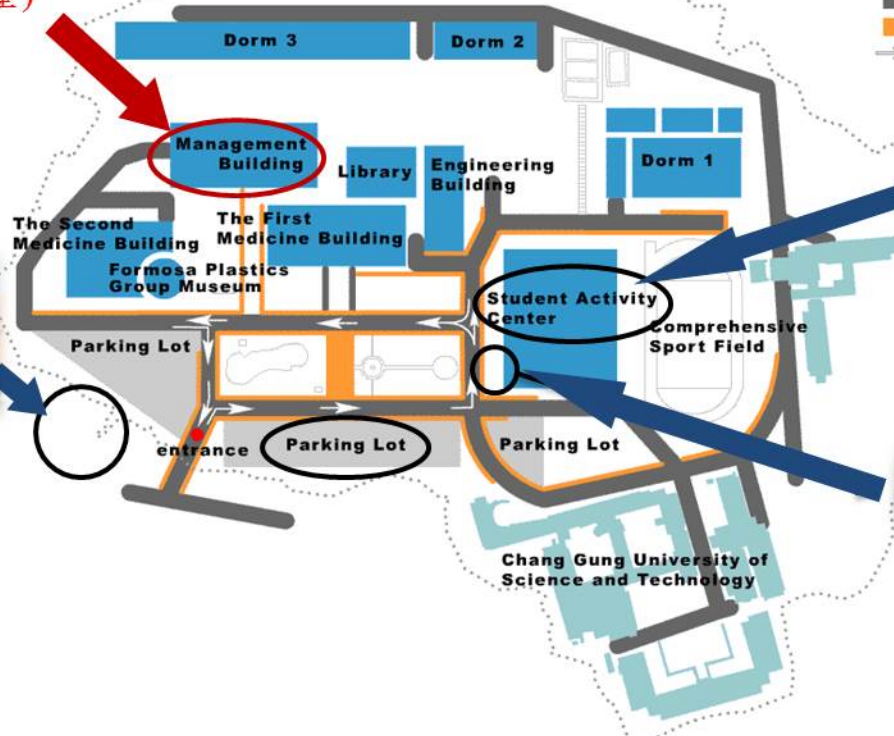 Dorm 3
Dorm 2
Management
Building
Library
Engineering
Building
Dorm 1
The Second
Medicine Building
The First
Medicine Building
Formosa Plastics
Group Museum
Student Activity
Center
Comprehensive
Sport Field
Parking Lot
entrance
Parking Lot
Parking Lot
Chang Gung University of
Science and Technology